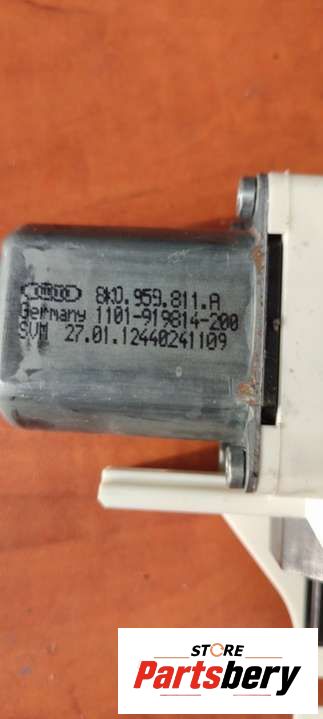 8K0.959.811.A
Germany 1101-919814-200
SVM 27.01.12440241109
STORE
Partsbery